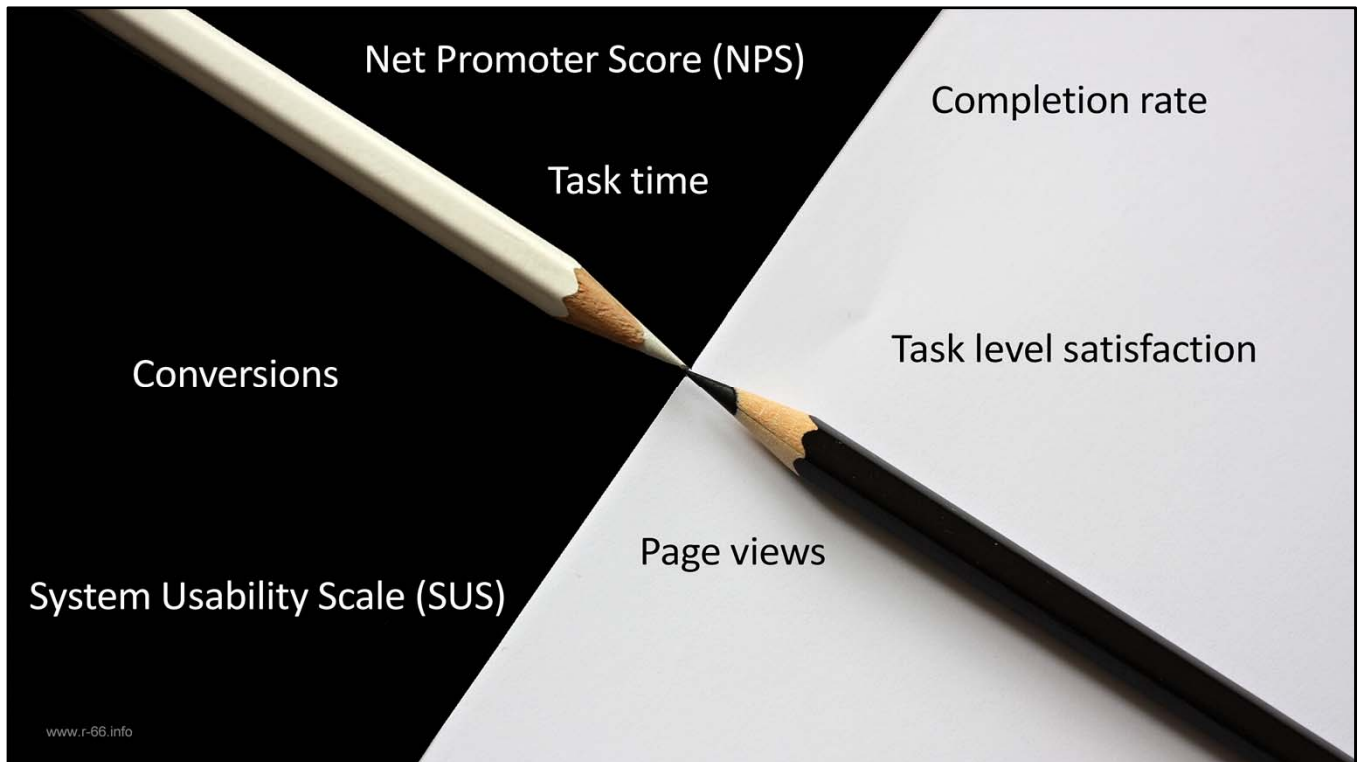 Net Promoter Score (NPS)
Completion rate
Task time
Task level satisfaction
Conversions
Page views
System Usability Scale (SUS)
www.r-66.info